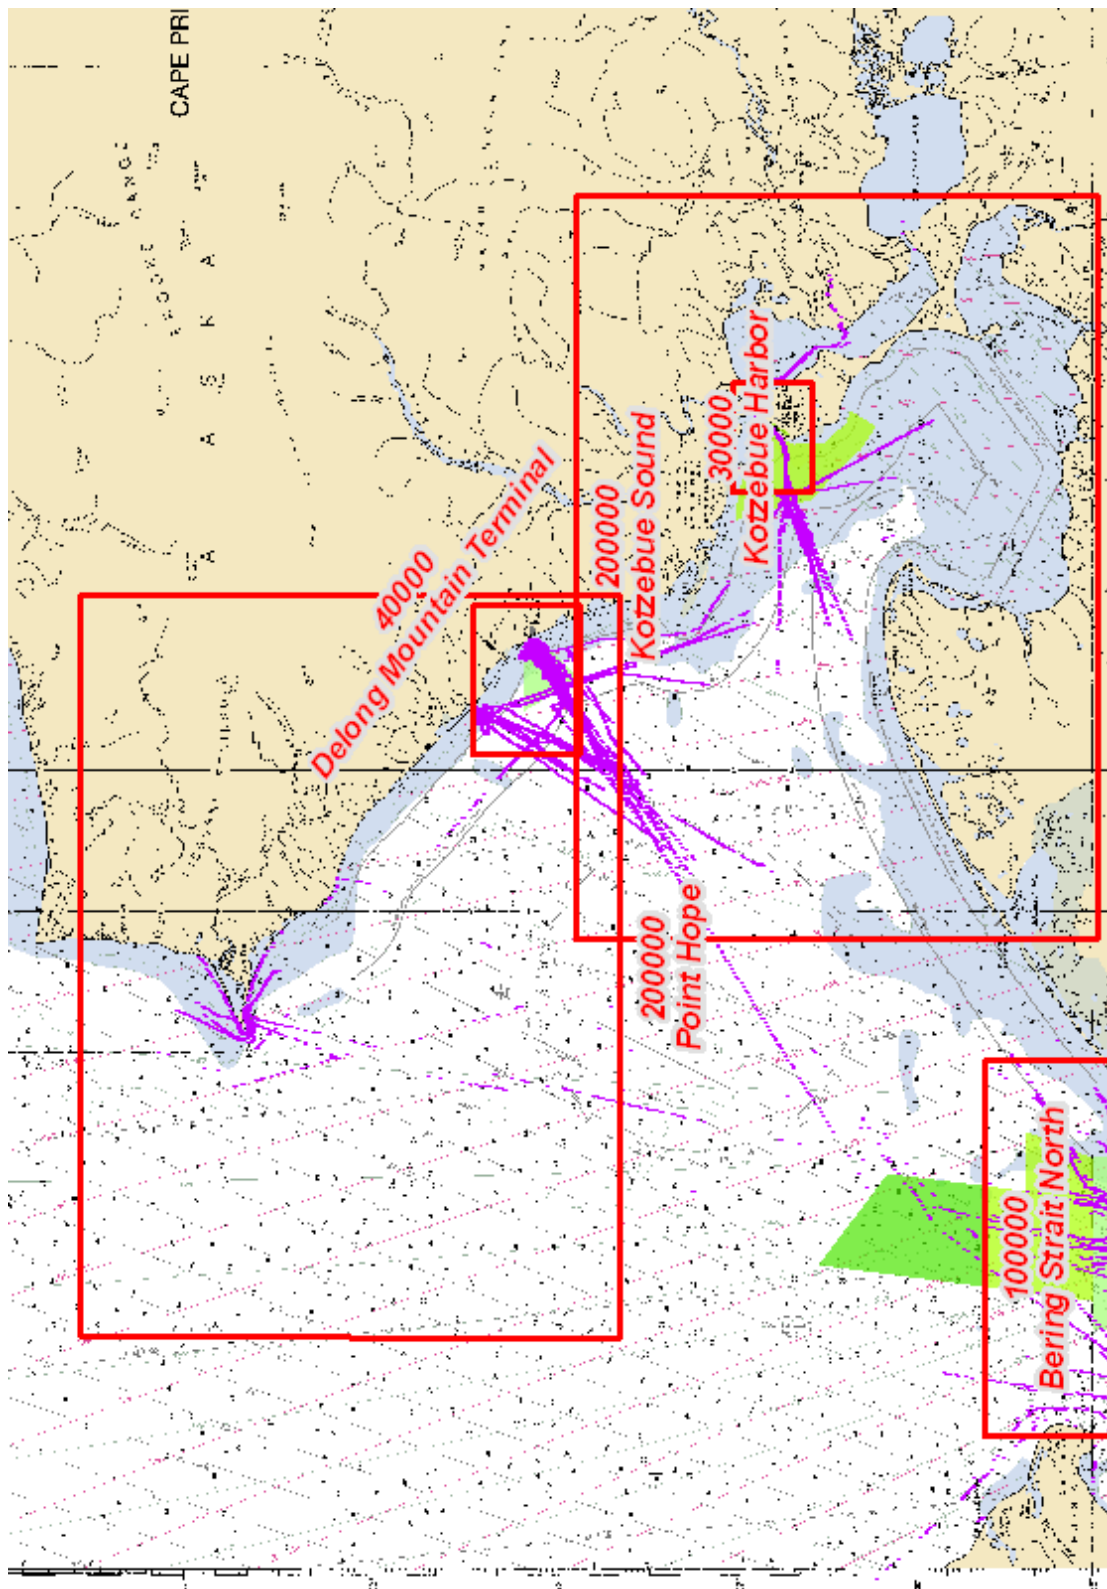 CAPE PRI
ALASKA
40000
Delong Mountain Terminal
200000
Kotzebue Sound
30000
Kotzebue Harbor
200000
Point Hope
100000
Bering Strait North